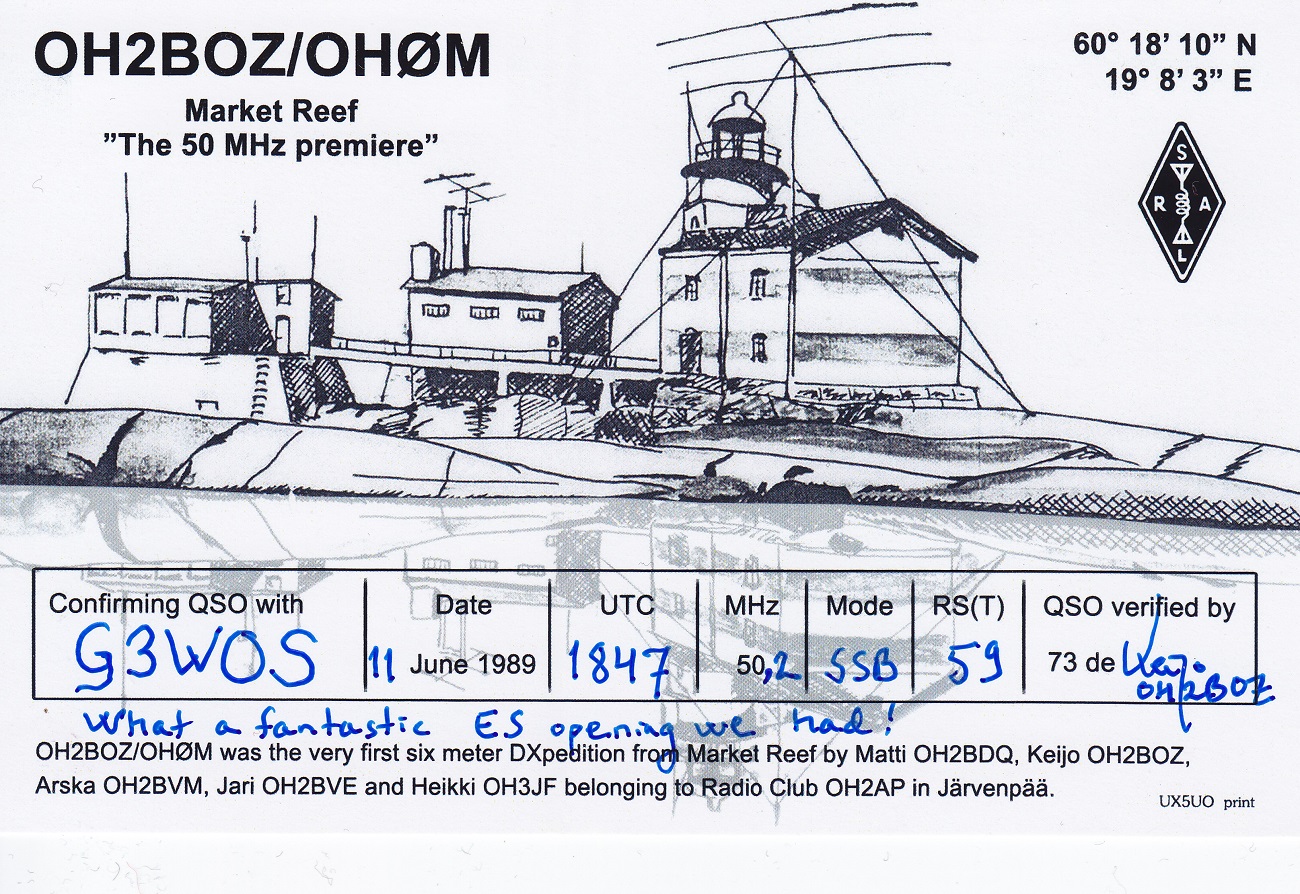 OH2BOZ/OHØM
Market Reef
”The 50 MHz premiere”
60° 18’ 10” N
19° 8’ 3” E
S
R A
L
Confirming QSO with Date UTC MHz Mode RS(T) QSO verified by
G3WOS 11 June 1989 1847 50,2 SSB 59 73 de Keijo
OH2BOZ
What a fantastic ES opening we had!
OH2BOZ/OHØM was the very first six meter DXpedition from Market Reef by Matti OH2BDQ, Keijo OH2BOZ,
Arska OH2BVM, Jari OH2BVE and Heikki OH3JF belonging to Radio Club OH2AP in Järvenpää.
UX5UO print